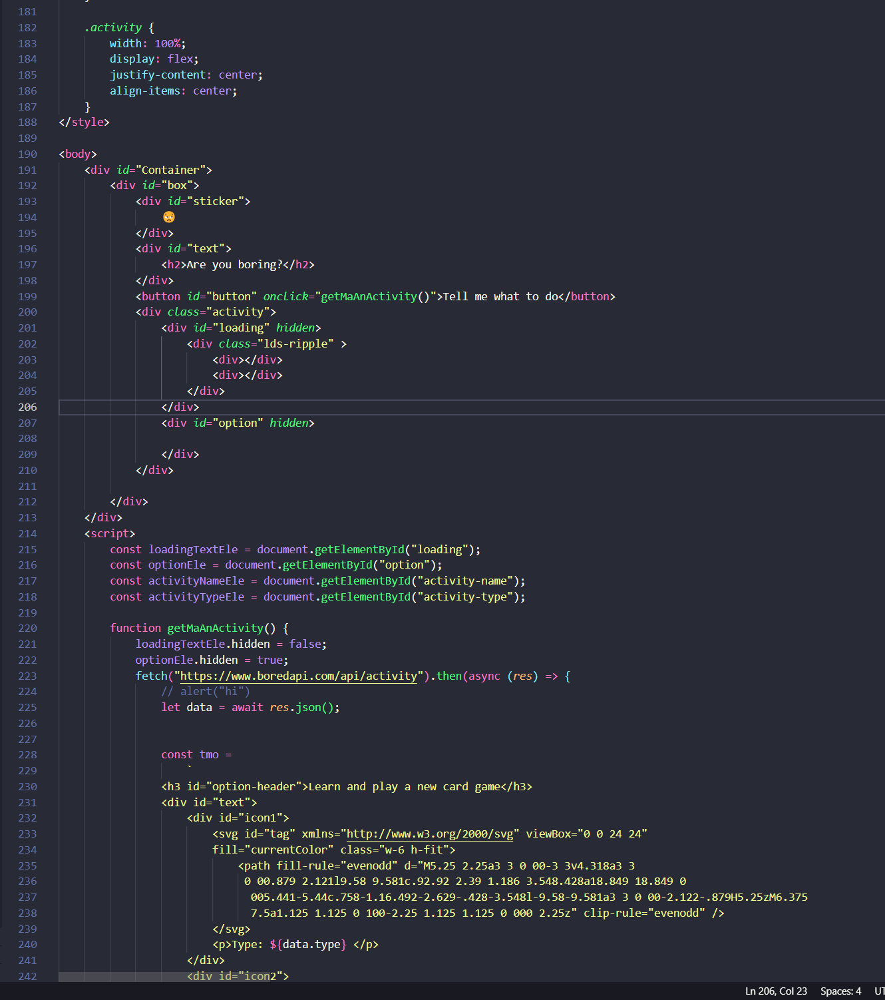 181
182 .activity {
183 width: 100%;
184 display: flex;
185 justify-content: center;
186 align-items: center;
187 }
188 </style>
189
190 <body>
191 <div id="Container">
192 <div id="box">
193 <div id="sticker">
194 😳
195 </div>
196 <div id="text">
197 <h2>Are you boring?</h2>
198 </div>
199 <button id="button" onclick="getMaAnActivity()">Tell me what to do</button>
200 <div class="activity">
201 <div id="loading" hidden>
202 <div class="lds-ripple" >
203 <div></div>
204 <div></div>
205 </div>
206 </div>
207 <div id="option" hidden>
208
209 </div>
210 </div>
211
212 </div>
213 </div>
214 <script>
215 const loadingTextEle = document.getElementById("loading");
216 const optionEle = document.getElementById("option");
217 const activityNameEle = document.getElementById("activity-name");
218 const activityTypeEle = document.getElementById("activity-type");
219
220 function getMaAnActivity() {
221 loadingTextEle.hidden = false;
222 optionEle.hidden = true;
223 fetch("https://www.boredapi.com/api/activity").then(async (res) => {
224 // alert("hi")
225 let data = await res.json();
226
227
228 const tmo =
229 `
230 <h3 id="option-header">Learn and play a new card game</h3>
231 <div id="text">
232 <div id="icon1">
233 <svg id="tag" xmlns="http://www.w3.org/2000/svg" viewBox="0 0 24 24"
234 fill="currentColor" class="w-6 h-fit">
235 <path fill-rule="evenodd" d="M5.25 2.25a3 3 0 00-3 3v4.318a3 3
236 0 00.879 2.121l9.58 9.581c.92.92 2.39 1.186 3.548.428a18.849 18.849 0
237 005.441-5.44c.758-1.16.492-2.629-.428-3.548l-9.58-9.581a3 3 0 00-2.122-.879H5.25zM6.375
238 7.5a1.125 1.125 0 100-2.25 1.125 1.125 0 000 2.25z" clip-rule="evenodd" />
239 </svg>
240 <p>Type: ${data.type} </p>
241 </div>
242 <div id="icon2">
Ln 206, Col 23 Spaces: 4 UT